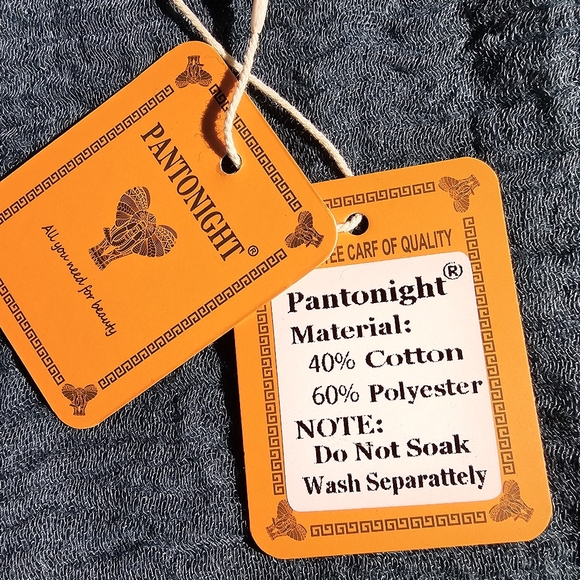 PANTONIGHT®
All you need for beauty
TEE CARF OF QUALITY
Pantonight®
Material:
40% Cotton
60% Polyester
NOTE:
Do Not Soak
Wash Separattely